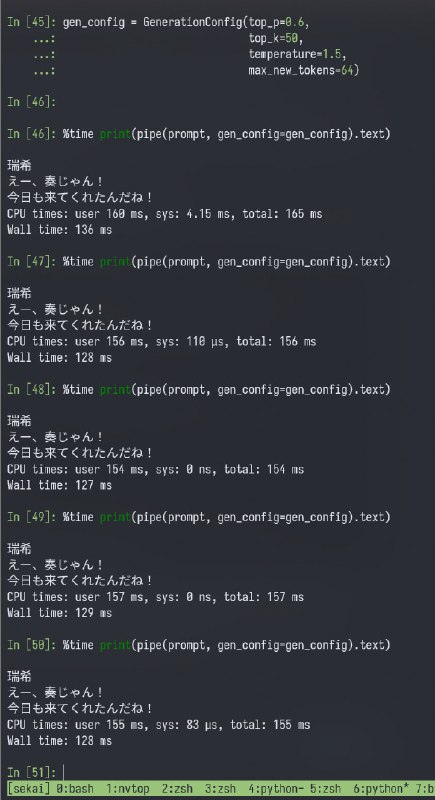 In [45]: gen_config = GenerationConfig(top_p=0.6,
...: top_k=50,
...: temperature=1.5,
...: max_new_tokens=64)
In [46]:
In [46]: %time print(pipe(prompt, gen_config=gen_config).text)
瑞希
えー、奏じゃん！
今日も来てくれたんだね！
CPU times: user 160 ms, sys: 4.15 ms, total: 165 ms
Wall time: 136 ms
In [47]: %time print(pipe(prompt, gen_config=gen_config).text)
瑞希
えー、奏じゃん！
今日も来てくれたんだね！
CPU times: user 156 ms, sys: 110 µs, total: 156 ms
Wall time: 128 ms
In [48]: %time print(pipe(prompt, gen_config=gen_config).text)
瑞希
えー、奏じゃん！
今日も来てくれたんだね！
CPU times: user 154 ms, sys: 0 ns, total: 154 ms
Wall time: 127 ms
In [49]: %time print(pipe(prompt, gen_config=gen_config).text)
瑞希
えー、奏じゃん！
今日も来てくれたんだね！
CPU times: user 157 ms, sys: 0 ns, total: 157 ms
Wall time: 129 ms
In [50]: %time print(pipe(prompt, gen_config=gen_config).text)
瑞希
えー、奏じゃん！
今日も来てくれたんだね！
CPU times: user 155 ms, sys: 83 µs, total: 155 ms
Wall time: 128 ms
In [51]:
[sekai] 0:bash 1:nvtop 2:zsh 3:zsh 4:python- 5:zsh 6:python* 7:b